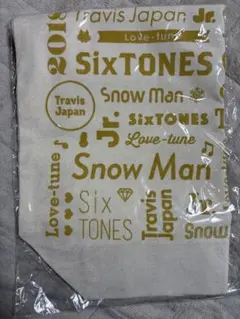 Travis Japan Jr.
Love-tune
2018
SixTONES
Travis
Japan
Snow Man
Jr.
SixTONES
Love-tune
Snow Man
Love-tune
Six
TONES
Travis
Japan
Snow